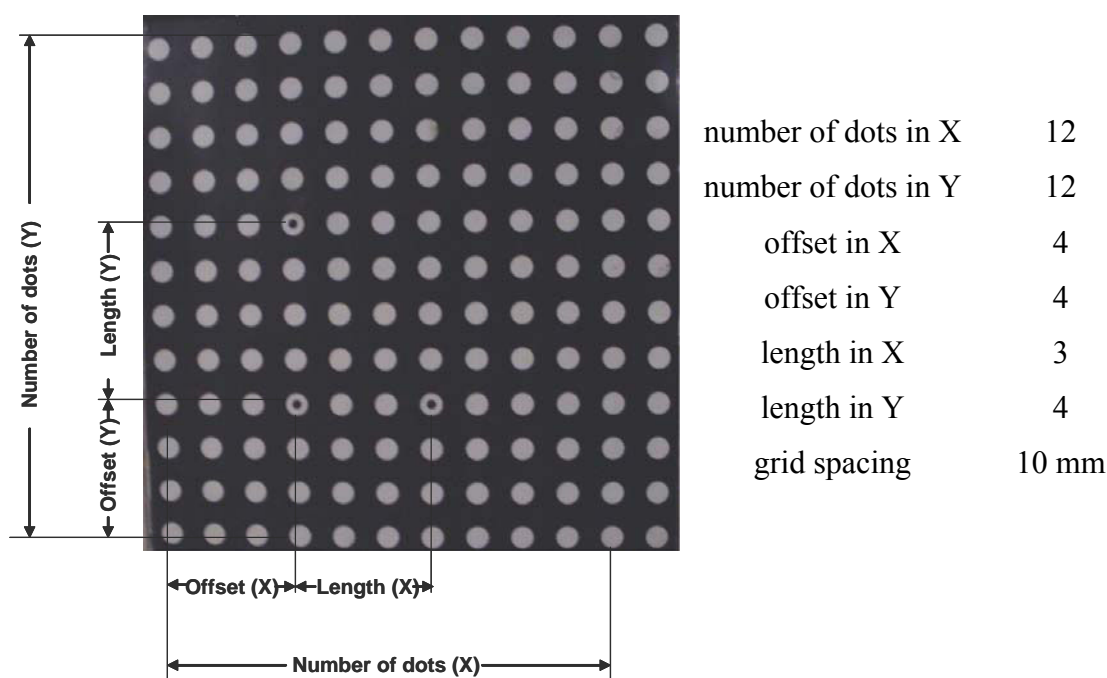 number of dots in X 12
number of dots in Y 12
offset in X 4
offset in Y 4
length in X 3
length in Y 4
grid spacing 10 mm
Number of dots (Y)
Length (Y)
Offset (Y)
Offset (X) Length (X)
Number of dots (X)